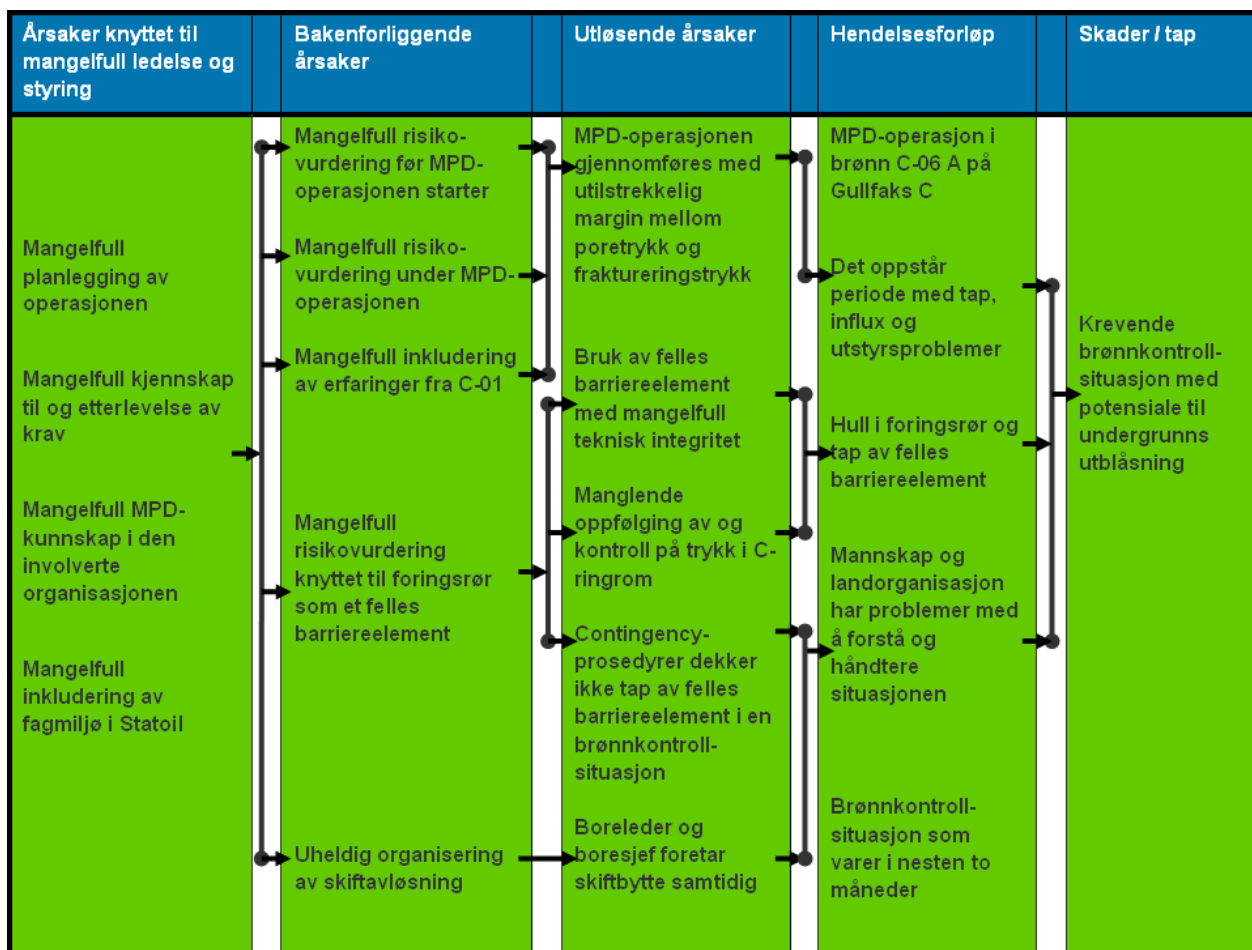 Årsaker knyttet til
mangelfull ledelse og
styring
Bakenforliggende
årsaker
Utløsende årsaker
Hendelsesforløp
Skader / tap
Mangelfull
planlegging av
operasjonen
Mangelfull kjennskap
til og etterlevelse av
krav
Mangelfull MPD-
kunnskap i den
involverte
organisasjonen
Mangelfull
inkludering av
fagmiljø i Statoil
Mangelfull risiko-
vurdering før MPD-
operasjonen starter
Mangelfull risiko-
vurdering under MPD-
operasjonen
Mangelfull inkludering
av erfaringer fra C-01
Mangelfull
risikovurdering
knyttet til foringsrør
som et felles
barriereelement
Uheldig organisering
av skiftavløsning
MPD-operasjonen
gjennomføres med
utilstrekkelig
margin mellom
poretrykk og
fraktureringstrykk
Bruk av felles
barriereelement
med mangelfull
teknisk integritet
Manglende
oppfølging av og
kontroll på trykk i C-
ringrom
Contingency-
prosedyrer dekker
ikke tap av felles
barriereelement i en
brønnkontroll-
situasjon
Boreleder og
boresjef foretar
skiftbytte samtidig
MPD-operasjon i
brønn C-06 A på
Gullfaks C
Det oppstår
periode med tap,
influx og
utstyrsproblemer
Hull i foringsrør og
tap av felles
barriereelement
Mannskap og
landorganisasjon
har problemer med
å forstå og
håndtere
situasjonen
Brønnkontroll-
situasjon som
varer i nesten to
måneder
Krevende
brønnkontroll-
situasjon med
potensiale til
undergrunns
utblåsning